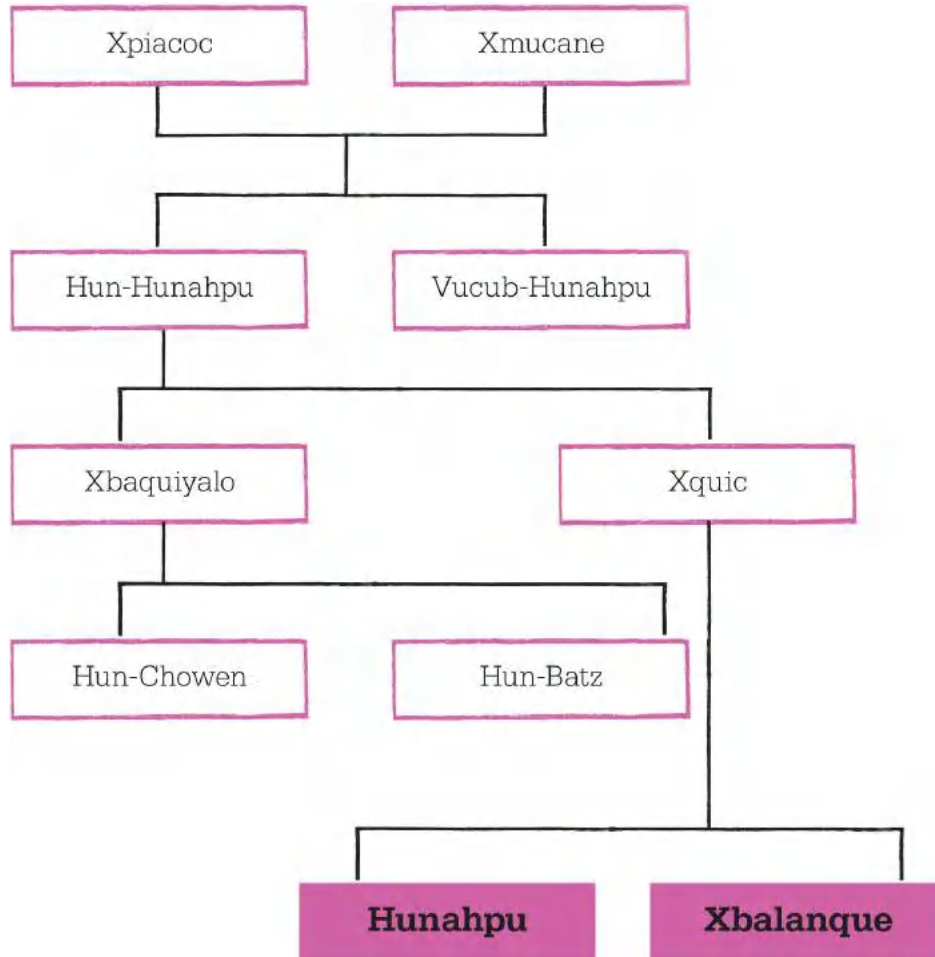 Xpiacoc
Xmucane
Hun-Hunahpu
Vucub-Hunahpu
Xbaquiyalo
Xquic
Hun-Chowen
Hun-Batz
Hunahpu
Xbalanque